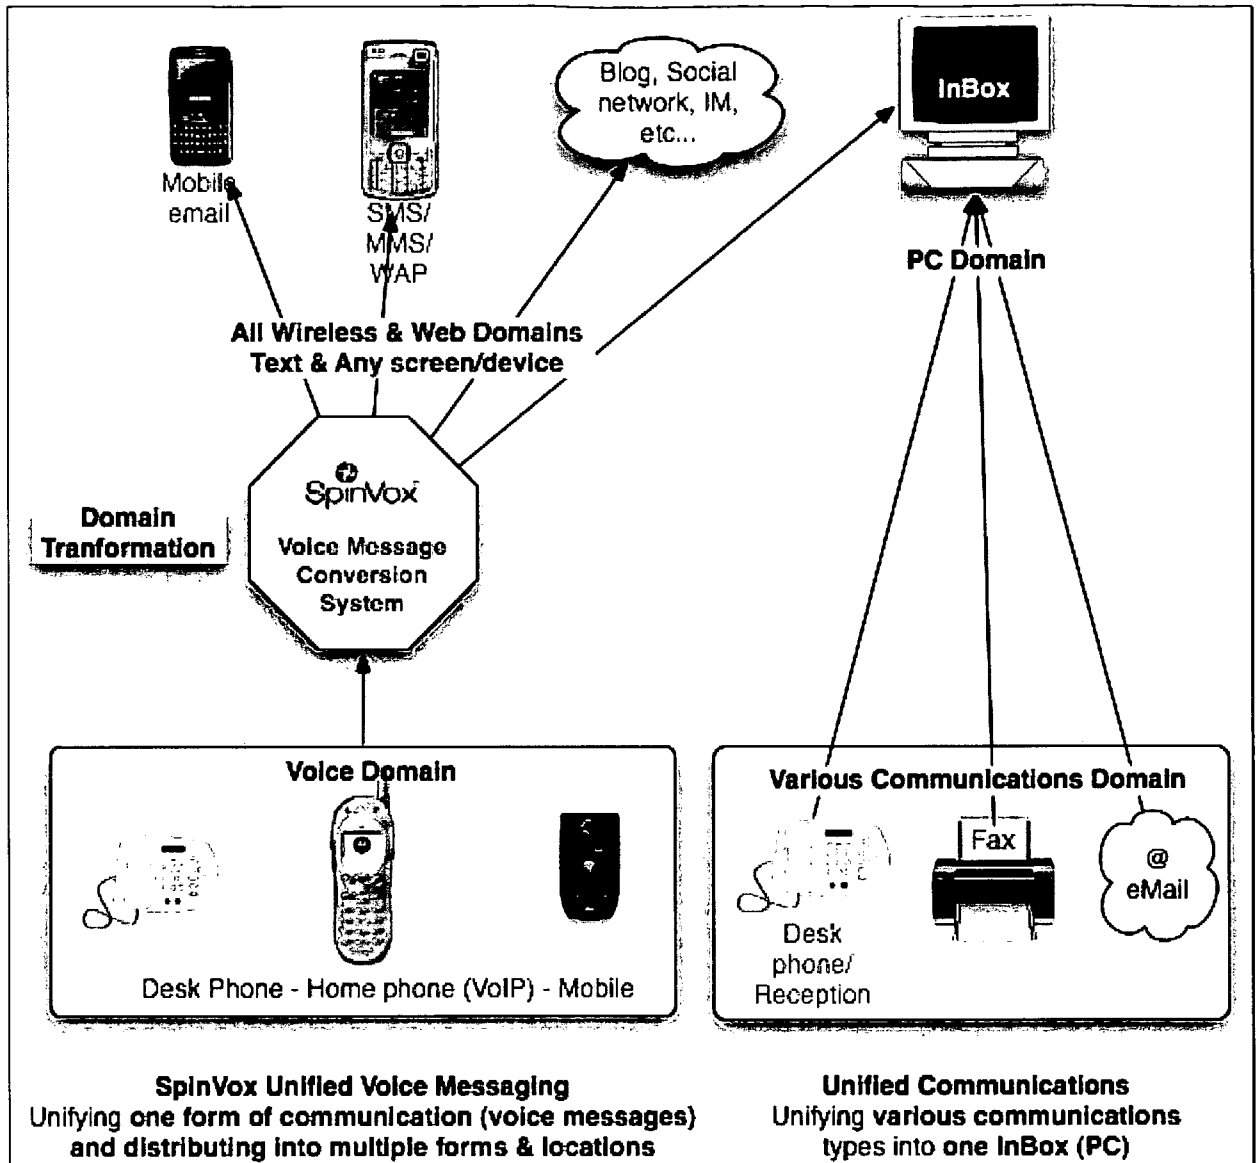 Blog, Social
network, IM,
etc...
InBox
Mobile
email
SMS/
MMS/
WAP
PC Domain
All Wireless & Web Domains
Text & Any screen/device
SpinVox
Voice Message
Conversion
System
Domain
Tranformation
Voice Domain
Desk Phone - Home phone (VoIP) - Mobile
Various Communications Domain
Fax
@
eMail
Desk
phone/
Reception
SpinVox Unified Voice Messaging
Unifying one form of communication (voice messages)
and distributing into multiple forms & locations
Unified Communications
Unifying various communications
types into one InBox (PC)